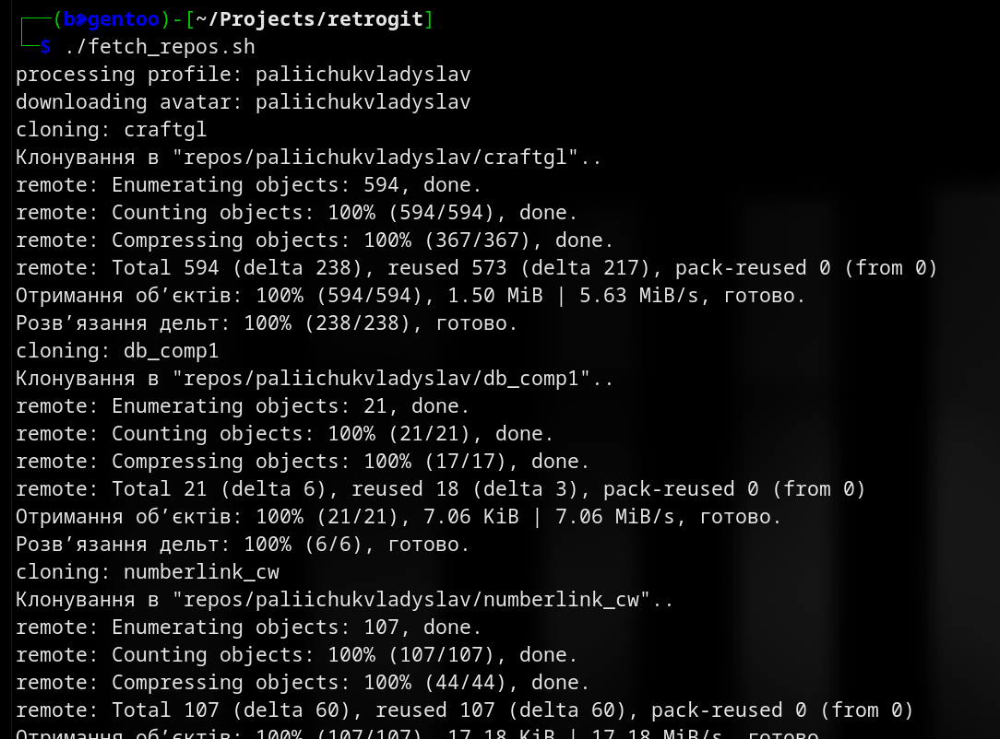 (b➤gentoo)-[~/Projects/retrogit]
$ ./fetch_repos.sh
processing profile: paliichukvladyslav
downloading avatar: paliichukvladyslav
cloning: craftgl
Клонування в "repos/paliichukvladyslav/craftgl"..
remote: Enumerating objects: 594, done.
remote: Counting objects: 100% (594/594), done.
remote: Compressing objects: 100% (367/367), done.
remote: Total 594 (delta 238), reused 573 (delta 217), pack-reused 0 (from 0)
Отримання об’єктів: 100% (594/594), 1.50 MiB | 5.63 MiB/s, готово.
Розв’язання дельт: 100% (238/238), готово.
cloning: db_comp1
Клонування в "repos/paliichukvladyslav/db_comp1"..
remote: Enumerating objects: 21, done.
remote: Counting objects: 100% (21/21), done.
remote: Compressing objects: 100% (17/17), done.
remote: Total 21 (delta 6), reused 18 (delta 3), pack-reused 0 (from 0)
Отримання об’єктів: 100% (21/21), 7.06 KiB | 7.06 MiB/s, готово.
Розв’язання дельт: 100% (6/6), готово.
cloning: numberlink_cw
Клонування в "repos/paliichukvladyslav/numberlink_cw"..
remote: Enumerating objects: 107, done.
remote: Counting objects: 100% (107/107), done.
remote: Compressing objects: 100% (44/44), done.
remote: Total 107 (delta 60), reused 107 (delta 60), pack-reused 0 (from 0)
Отримання об’єктів: 100% (107/107), 17.18 KiB | 17.18 MiB/s, готово.